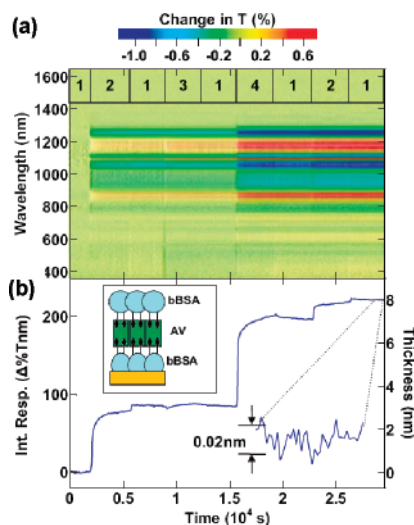 Change in T (%)
(a)
-1.0 -0.6 -0.2 0.2 0.6
1600
1400
1200
1000
800
600
400
Wavelength (nm)
1 2 1 3 1 4 1 2 1
(b)
200
100
0
Int. Resp. (Δ%Tnm)
bBSA
AV
bBSA
0.02nm
8
6
4
2
0
Thickness (nm)
0 0.5 1 1.5 2 2.5
Time (10⁴ s)